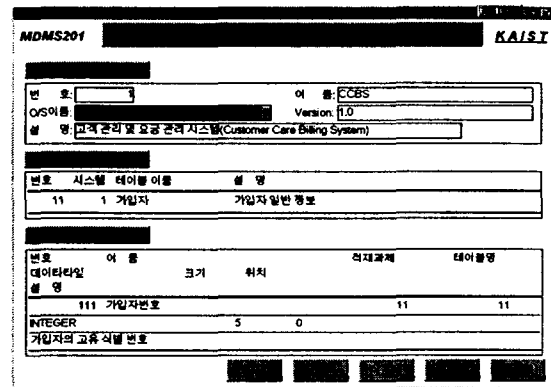 MDMS201 KAIST
번 호: 1 이 름: CCBS
O/S이름: Version: 1.0
설 명: 고객 관리 및 요금 관리 시스템(Customer Care Billing System)
번호 시스템 테이블 이름 설 명
11 1 가입자 가입자 일반 정보
번호 이 름 적재과제 테이블명
데이타타입 크기 위치
설 명
111 가입자번호 11 11
INTEGER 5 0
가입자의 고유 식별 번호